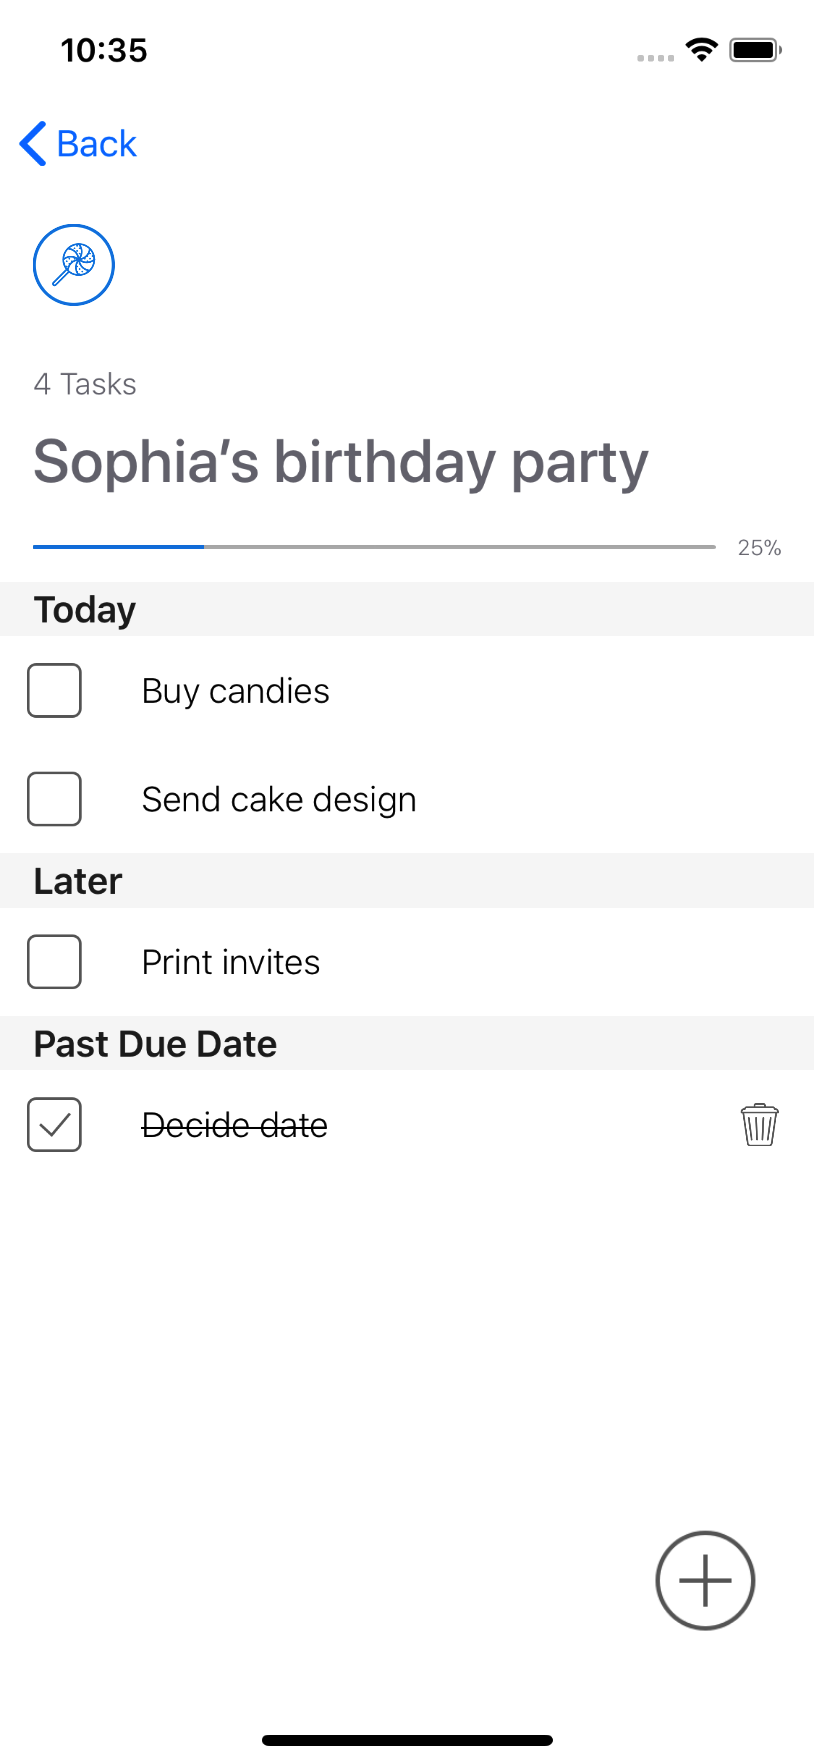 10:35
Back
4 Tasks
Sophia’s birthday party
25%
Today
Buy candies
Send cake design
Later
Print invites
Past Due Date
Decide date